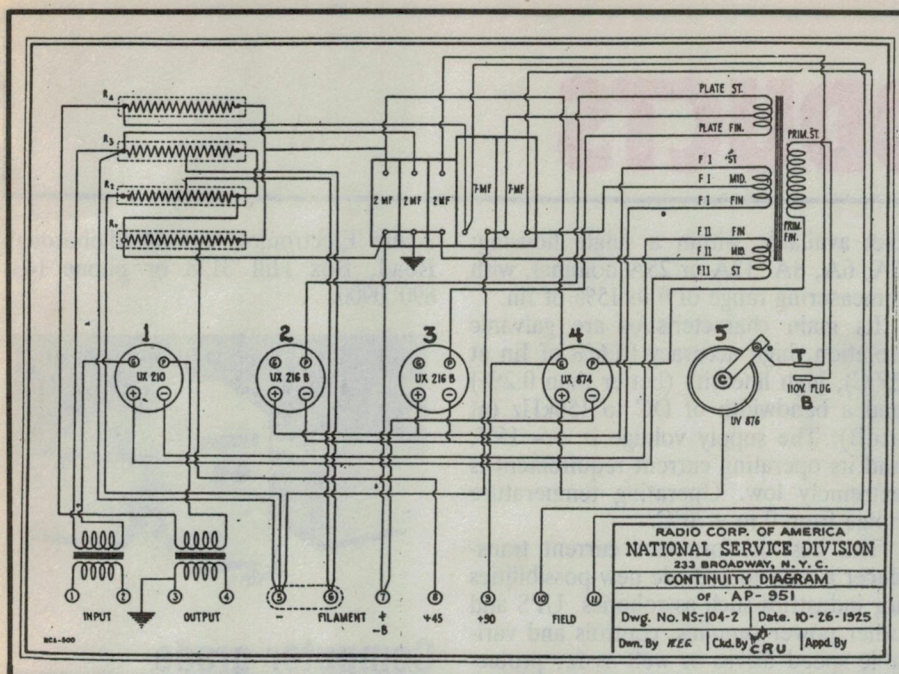 PLATE ST.
PLATE FIN.
PRIM. ST.
F I ST
F I MID.
F I FIN
F II FIN
F II MID
F II ST
PRIM. FIN.
R4
R3
R2
R1
2 MF
2 MF
2 MF
7 MF
7 MF
1
G
F
UX 210
+
−
2
G
F
UX 216 B
+
−
3
G
F
UX 216 B
+
−
4
G
F
UX 874
+
−
5
C
UV 876
T
110V. PLUG
B
1
2
3
4
5
6
7
8
9
10
11
INPUT
OUTPUT
− FILAMENT +
−B
+45
+90
FIELD
RCA-500
RADIO CORP. OF AMERICA
NATIONAL SERVICE DIVISION
233 BROADWAY, N.Y.C.
CONTINUITY DIAGRAM
OF AP-951
Dwg. No. NS-104-2
Date. 10-26-1925
Dwn. By
Ckd. By CRU
Appd. By